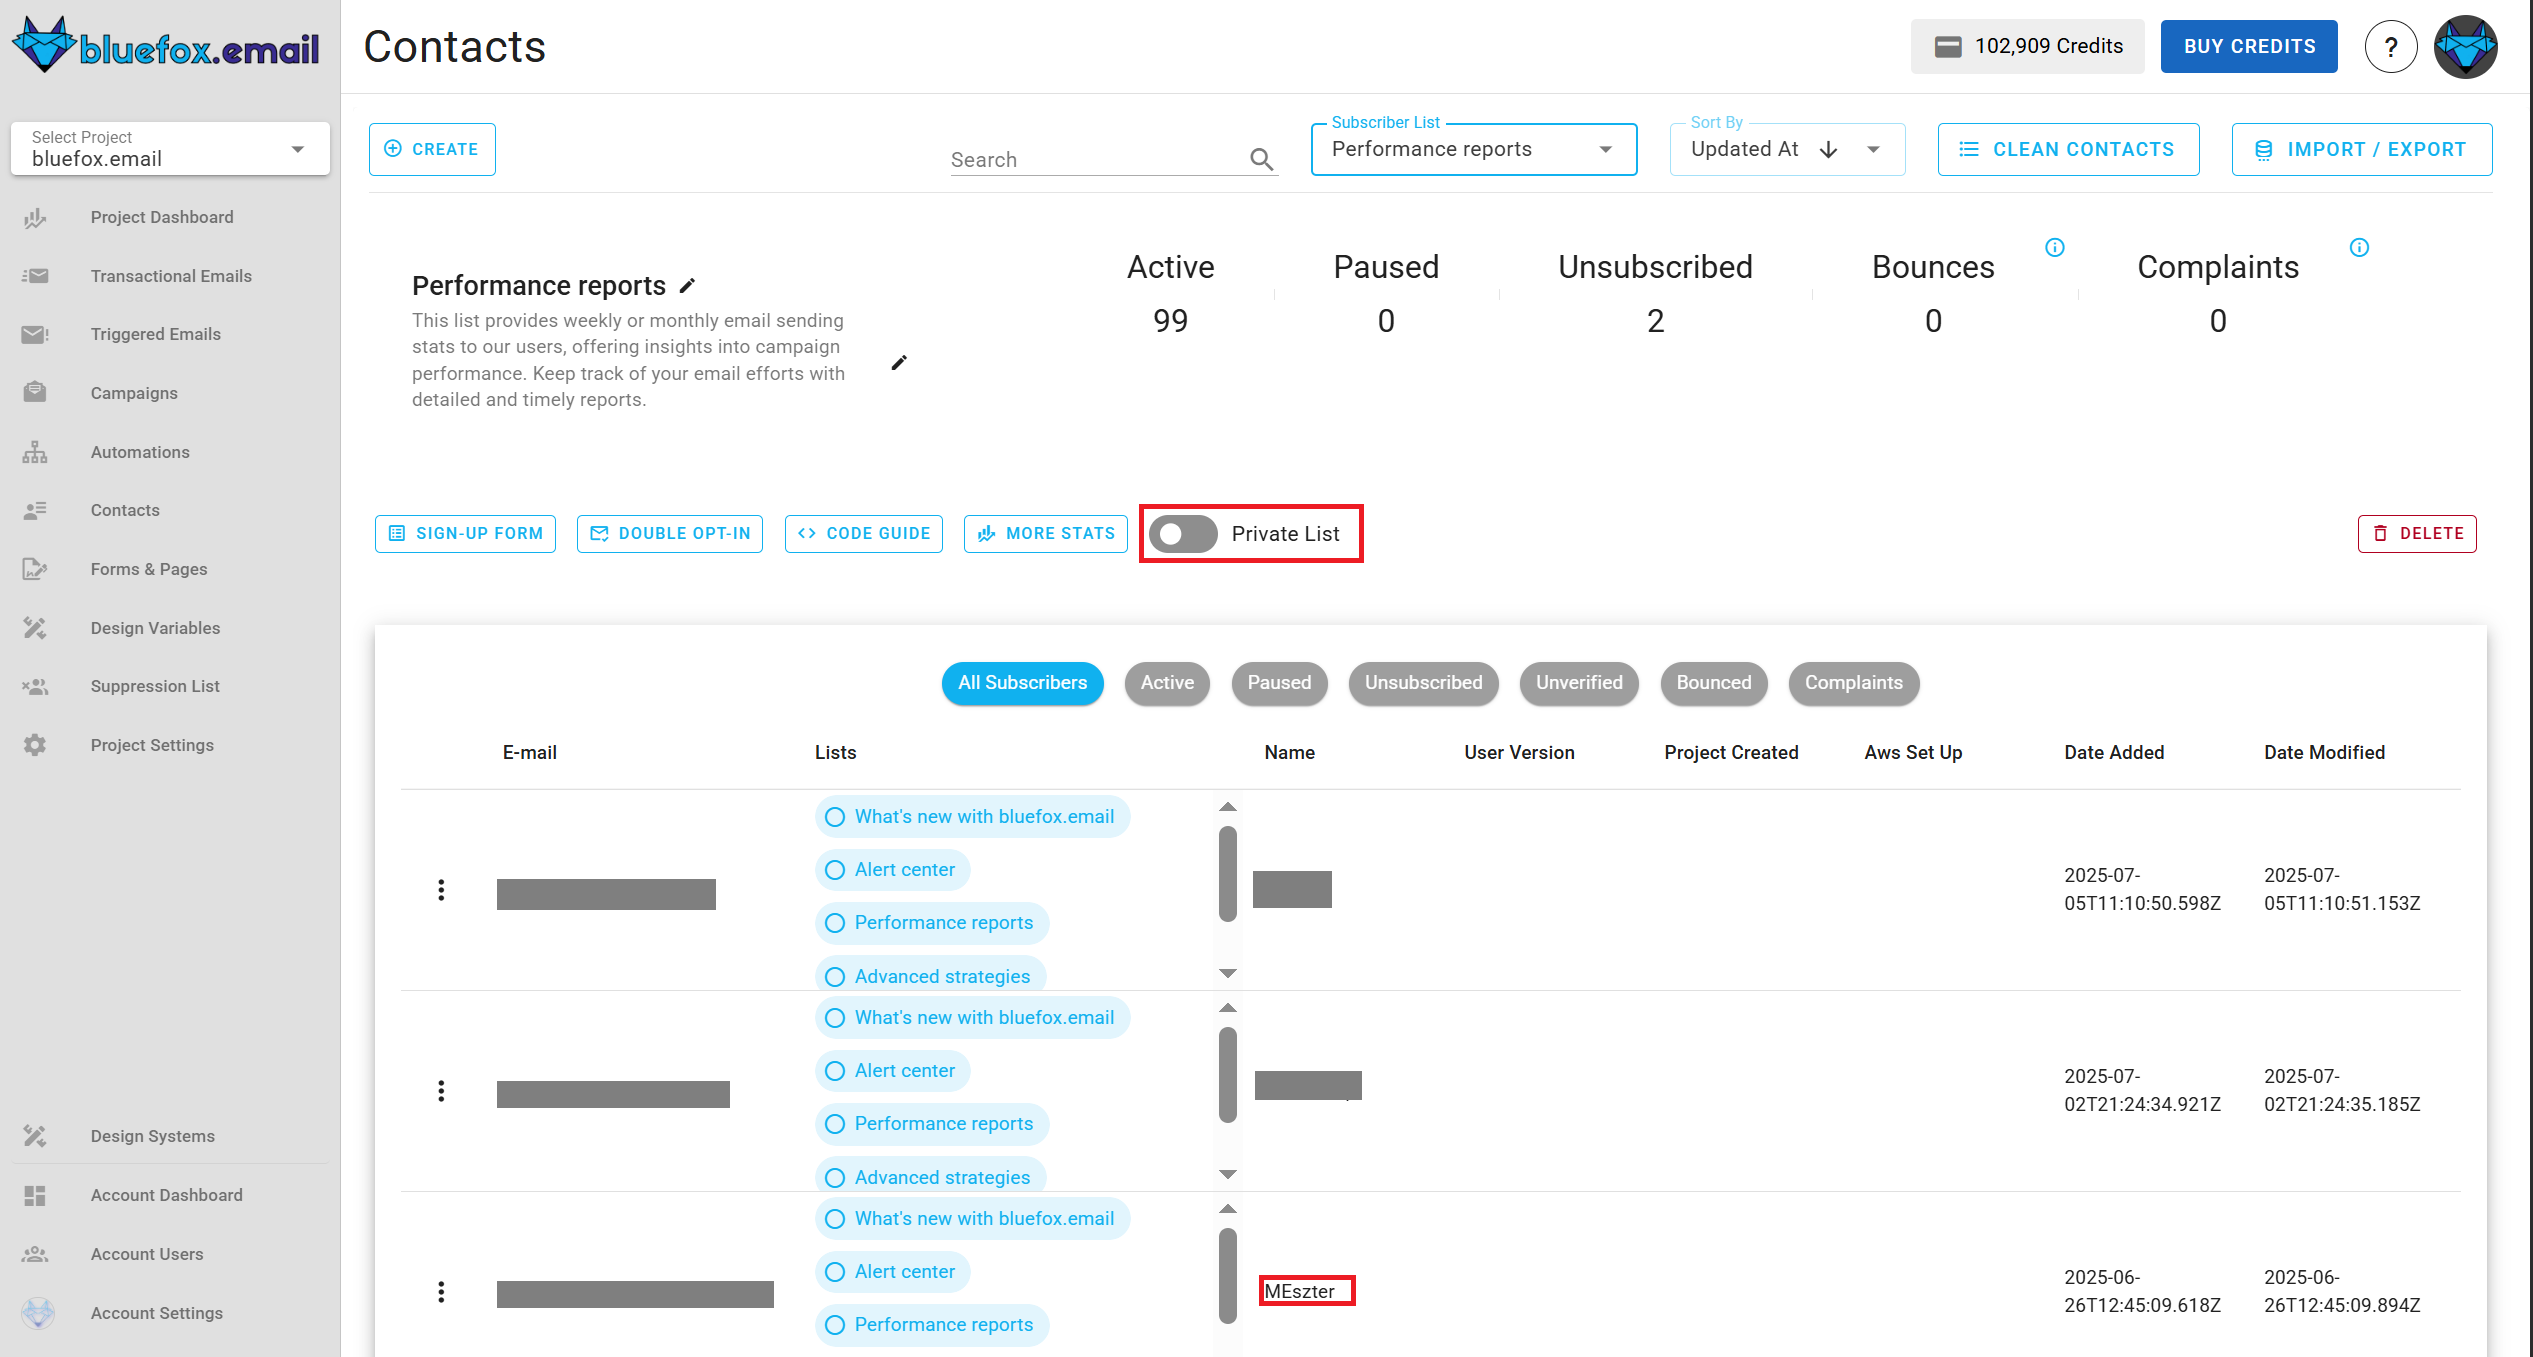 bluefox.email
Contacts
102,909 Credits
BUY CREDITS
?
Select Project
bluefox.email
CREATE
Search
Subscriber List
Performance reports
Sort By
Updated At
CLEAN CONTACTS
IMPORT / EXPORT
Project Dashboard
Transactional Emails
Triggered Emails
Campaigns
Automations
Contacts
Forms & Pages
Design Variables
Suppression List
Project Settings
Design Systems
Account Dashboard
Account Users
Account Settings
Performance reports
This list provides weekly or monthly email sending
stats to our users, offering insights into campaign
performance. Keep track of your email efforts with
detailed and timely reports.
Active
99
Paused
0
Unsubscribed
2
Bounces
0
Complaints
0
SIGN-UP FORM
DOUBLE OPT-IN
CODE GUIDE
MORE STATS
Private List
DELETE
All Subscribers
Active
Paused
Unsubscribed
Unverified
Bounced
Complaints
E-mail
Lists
Name
User Version
Project Created
Aws Set Up
Date Added
Date Modified
What's new with bluefox.email
Alert center
Performance reports
Advanced strategies
2025-07-
05T11:10:50.598Z
2025-07-
05T11:10:51.153Z
What's new with bluefox.email
Alert center
Performance reports
Advanced strategies
2025-07-
02T21:24:34.921Z
2025-07-
02T21:24:35.185Z
What's new with bluefox.email
Alert center
Performance reports
MEszter
2025-06-
26T12:45:09.618Z
2025-06-
26T12:45:09.894Z